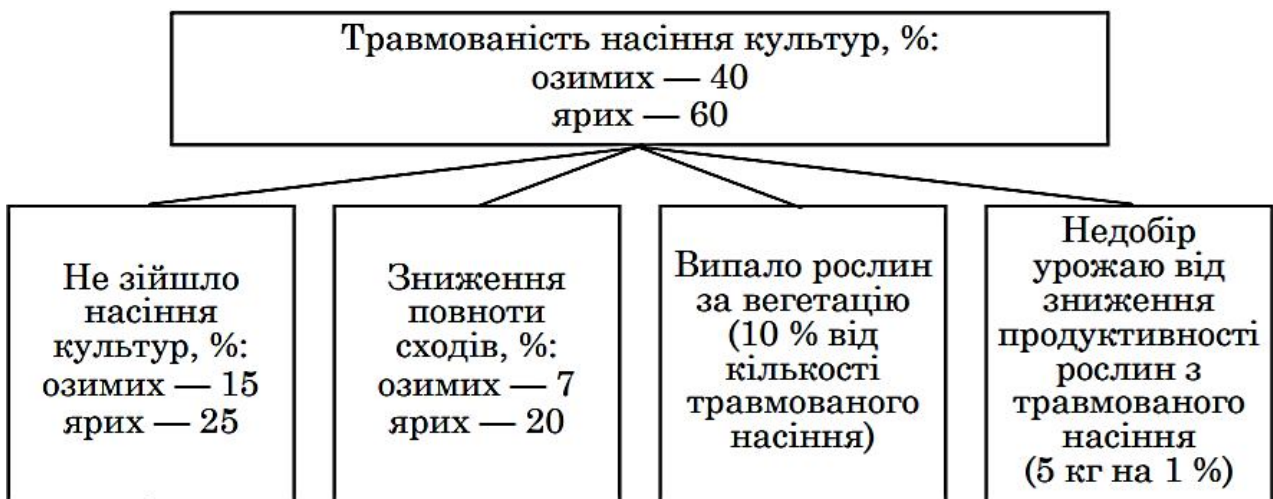 Травмованість насіння культур, %:
озимих — 40
ярих — 60
Не зійшло
насіння
культур, %:
озимих — 15
ярих — 25
Зниження
повноти
сходів, %:
озимих — 7
ярих — 20
Випало рослин
за вегетацію
(10 % від
кількості
травмованого
насіння)
Недобір
урожаю від
зниження
продуктивності
рослин з
травмованого
насіння
(5 кг на 1 %)